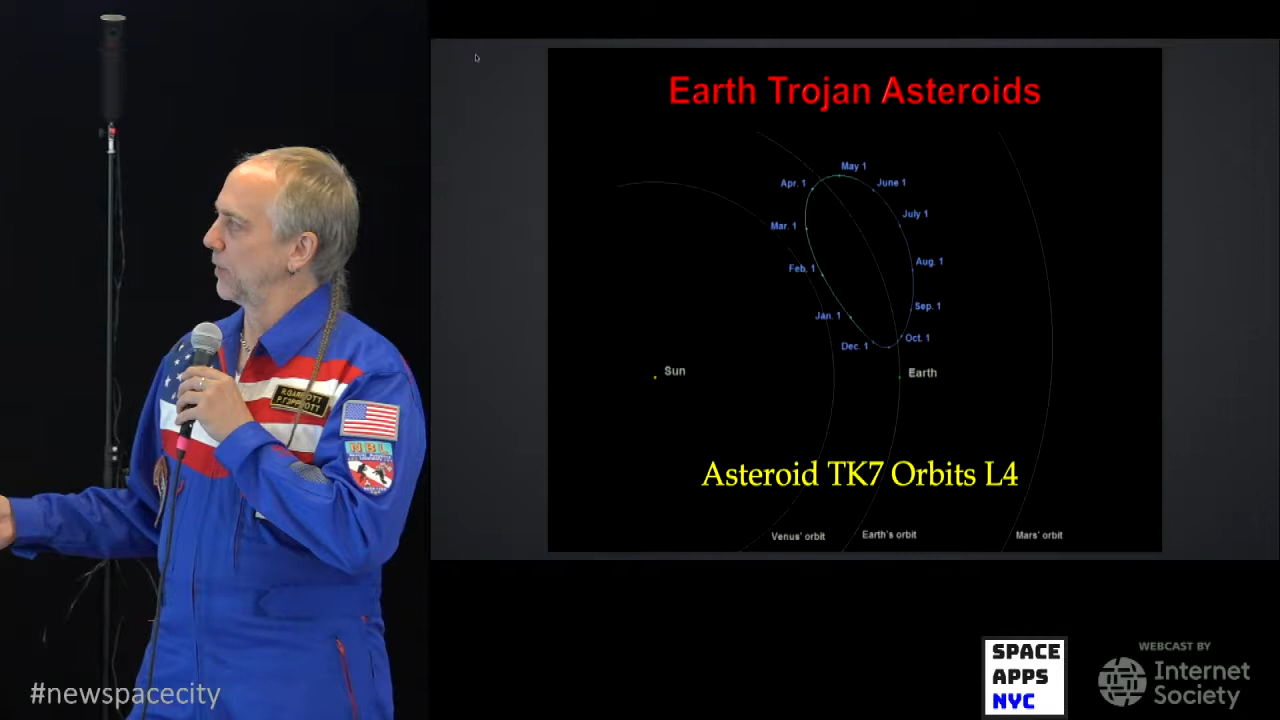 Earth Trojan Asteroids
May 1
Apr. 1
June 1
July 1
Mar. 1
Aug. 1
Feb. 1
Sep. 1
Jan. 1
Oct. 1
Dec. 1
Sun
Earth
Asteroid TK7 Orbits L4
Venus' orbit
Earth's orbit
Mars' orbit
R.GARRIOTT
NBL
#newspacecity
SPACE
APPS
NYC
WEBCAST BY
Internet
Society